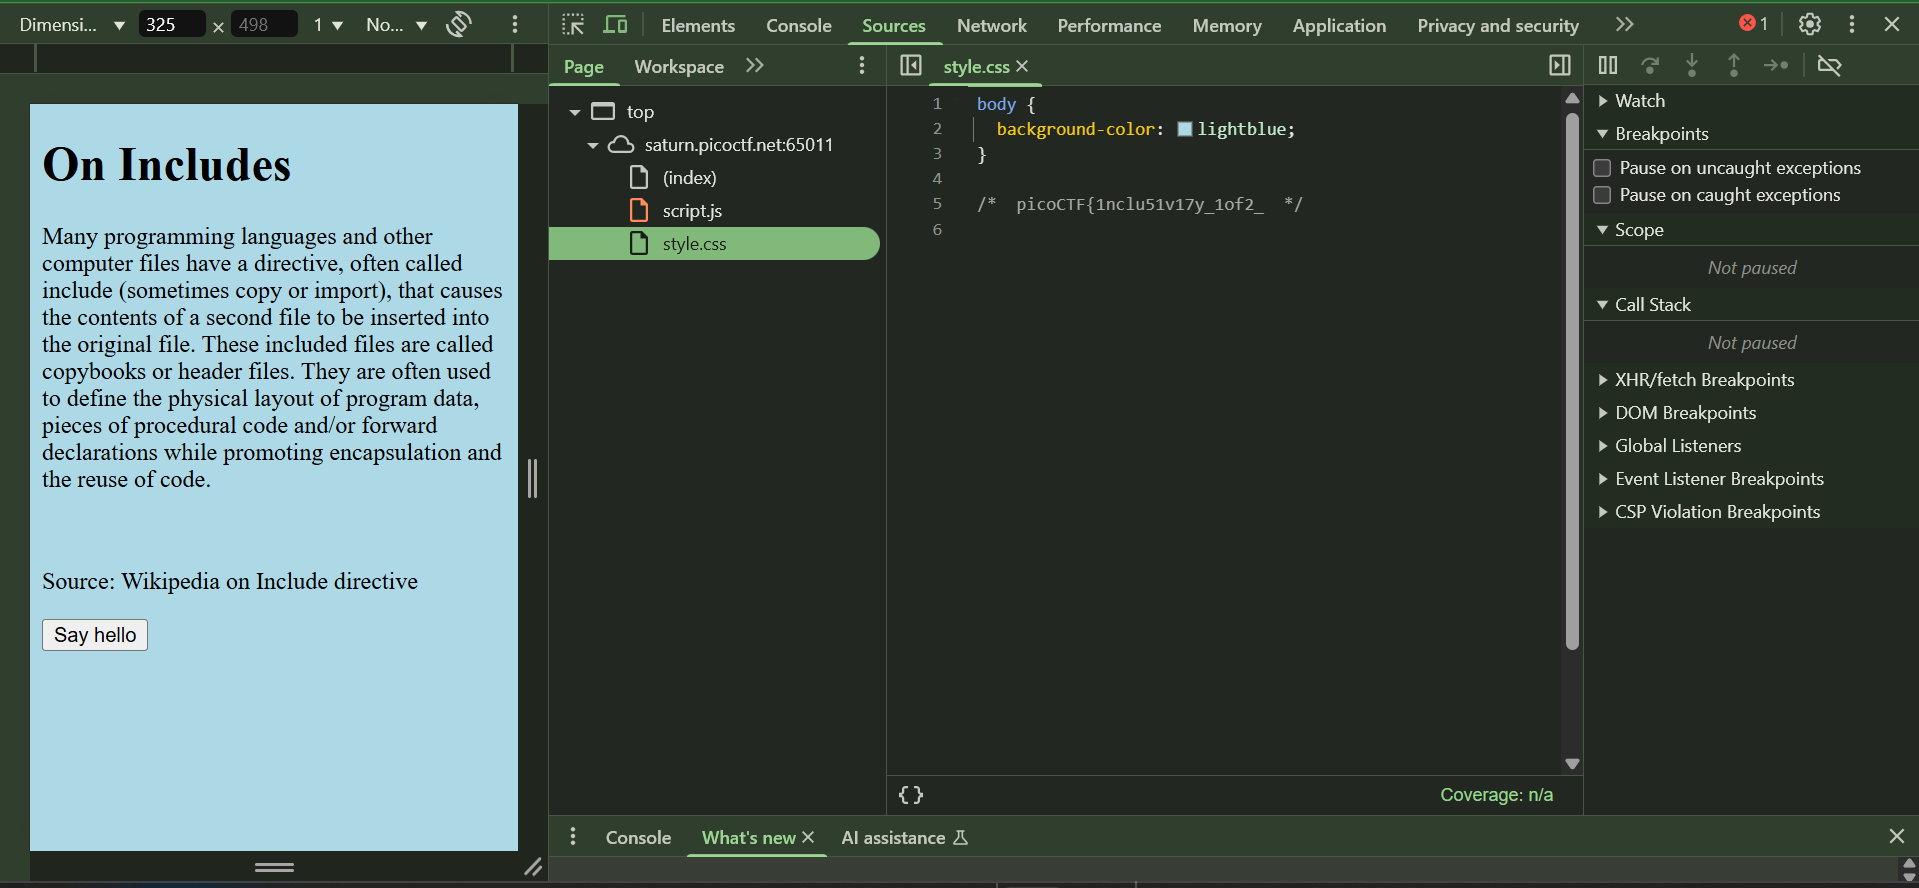 Dimensi... 325 × 498 1 No...
Elements Console Sources Network Performance Memory Application Privacy and security 1
Page Workspace
style.css
top
saturn.picoctf.net:65011
(index)
script.js
style.css
On Includes
Many programming languages and other
computer files have a directive, often called
include (sometimes copy or import), that causes
the contents of a second file to be inserted into
the original file. These included files are called
copybooks or header files. They are often used
to define the physical layout of program data,
pieces of procedural code and/or forward
declarations while promoting encapsulation and
the reuse of code.
Source: Wikipedia on Include directive
Say hello
1 body {
2 background-color: lightblue;
3 }
4
5 /* picoCTF{1nclu51v17y_1of2_ */
6
{} Coverage: n/a
Watch
Breakpoints
Pause on uncaught exceptions
Pause on caught exceptions
Scope
Not paused
Call Stack
Not paused
XHR/fetch Breakpoints
DOM Breakpoints
Global Listeners
Event Listener Breakpoints
CSP Violation Breakpoints
Console What's new AI assistance